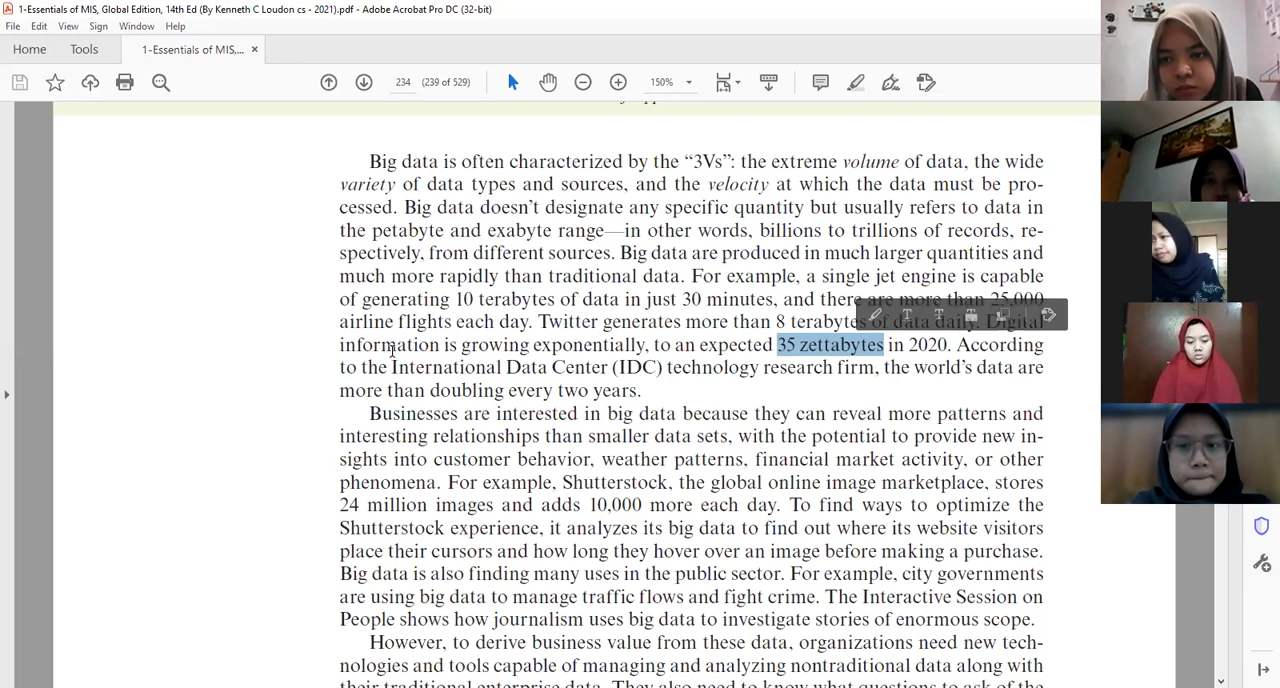 1-Essentials of MIS, Global Edition, 14th Ed (By Kenneth C Loudon cs - 2021).pdf - Adobe Acrobat Pro DC (32-bit)
File Edit View Sign Window Help
Home Tools 1-Essentials of MIS,... ×
234 (239 of 529) 150%
Big data is often characterized by the “3Vs”: the extreme volume of data, the wide
variety of data types and sources, and the velocity at which the data must be pro-
cessed. Big data doesn’t designate any specific quantity but usually refers to data in
the petabyte and exabyte range—in other words, billions to trillions of records, re-
spectively, from different sources. Big data are produced in much larger quantities and
much more rapidly than traditional data. For example, a single jet engine is capable
of generating 10 terabytes of data in just 30 minutes, and there are more than 25,000
airline flights each day. Twitter generates more than 8 terabytes of data daily. Digital
information is growing exponentially, to an expected 35 zettabytes in 2020. According
to the International Data Center (IDC) technology research firm, the world’s data are
more than doubling every two years.
Businesses are interested in big data because they can reveal more patterns and
interesting relationships than smaller data sets, with the potential to provide new in-
sights into customer behavior, weather patterns, financial market activity, or other
phenomena. For example, Shutterstock, the global online image marketplace, stores
24 million images and adds 10,000 more each day. To find ways to optimize the
Shutterstock experience, it analyzes its big data to find out where its website visitors
place their cursors and how long they hover over an image before making a purchase.
Big data is also finding many uses in the public sector. For example, city governments
are using big data to manage traffic flows and fight crime. The Interactive Session on
People shows how journalism uses big data to investigate stories of enormous scope.
However, to derive business value from these data, organizations need new tech-
nologies and tools capable of managing and analyzing nontraditional data along with
their traditional enterprise data. They also need to know what questions to ask of the